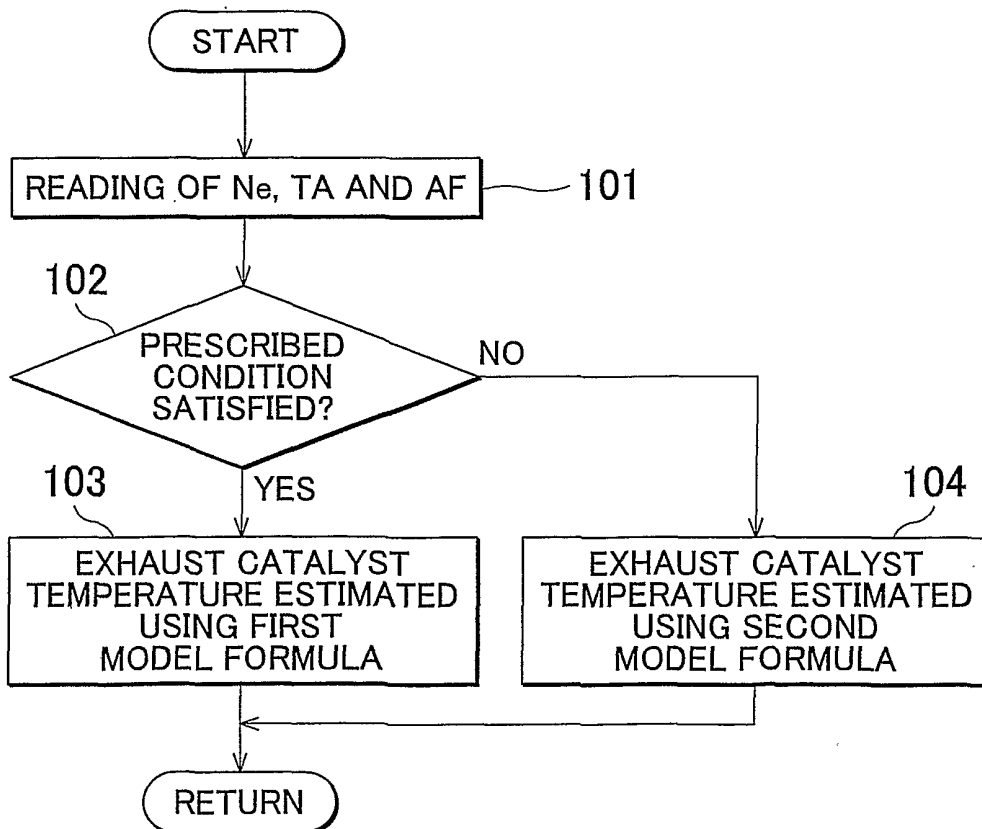 START
READING OF Ne, TA AND AF
101
102
PRESCRIBED
CONDITION
SATISFIED?
NO
YES
103
EXHAUST CATALYST
TEMPERATURE ESTIMATED
USING FIRST
MODEL FORMULA
104
EXHAUST CATALYST
TEMPERATURE ESTIMATED
USING SECOND
MODEL FORMULA
RETURN